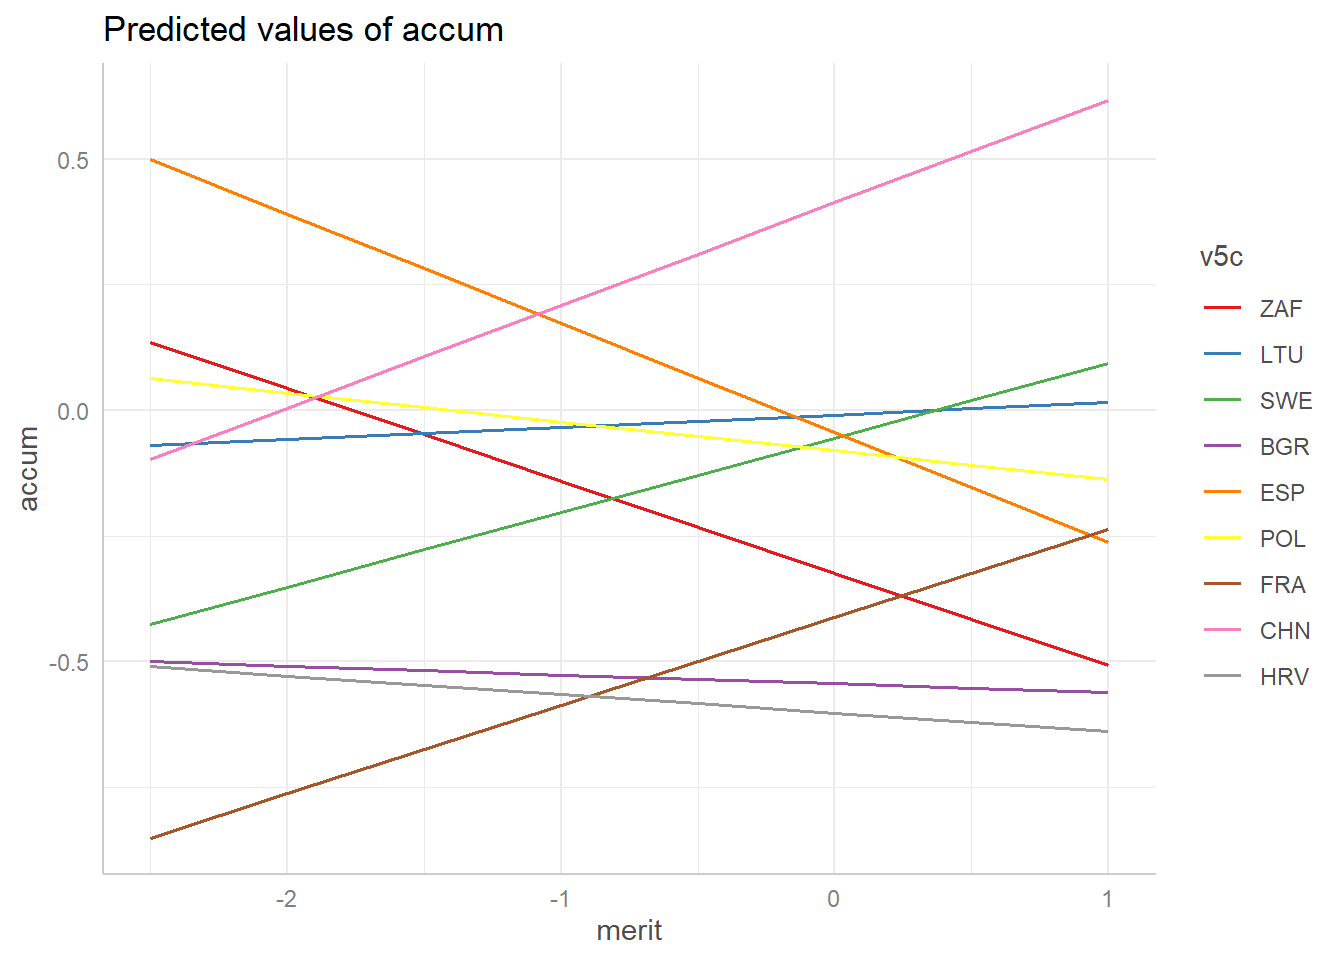 Predicted values of accum
0.5
0.0
-0.5
accum
-2
-1
0
1
merit
v5c
ZAF
LTU
SWE
BGR
ESP
POL
FRA
CHN
HRV